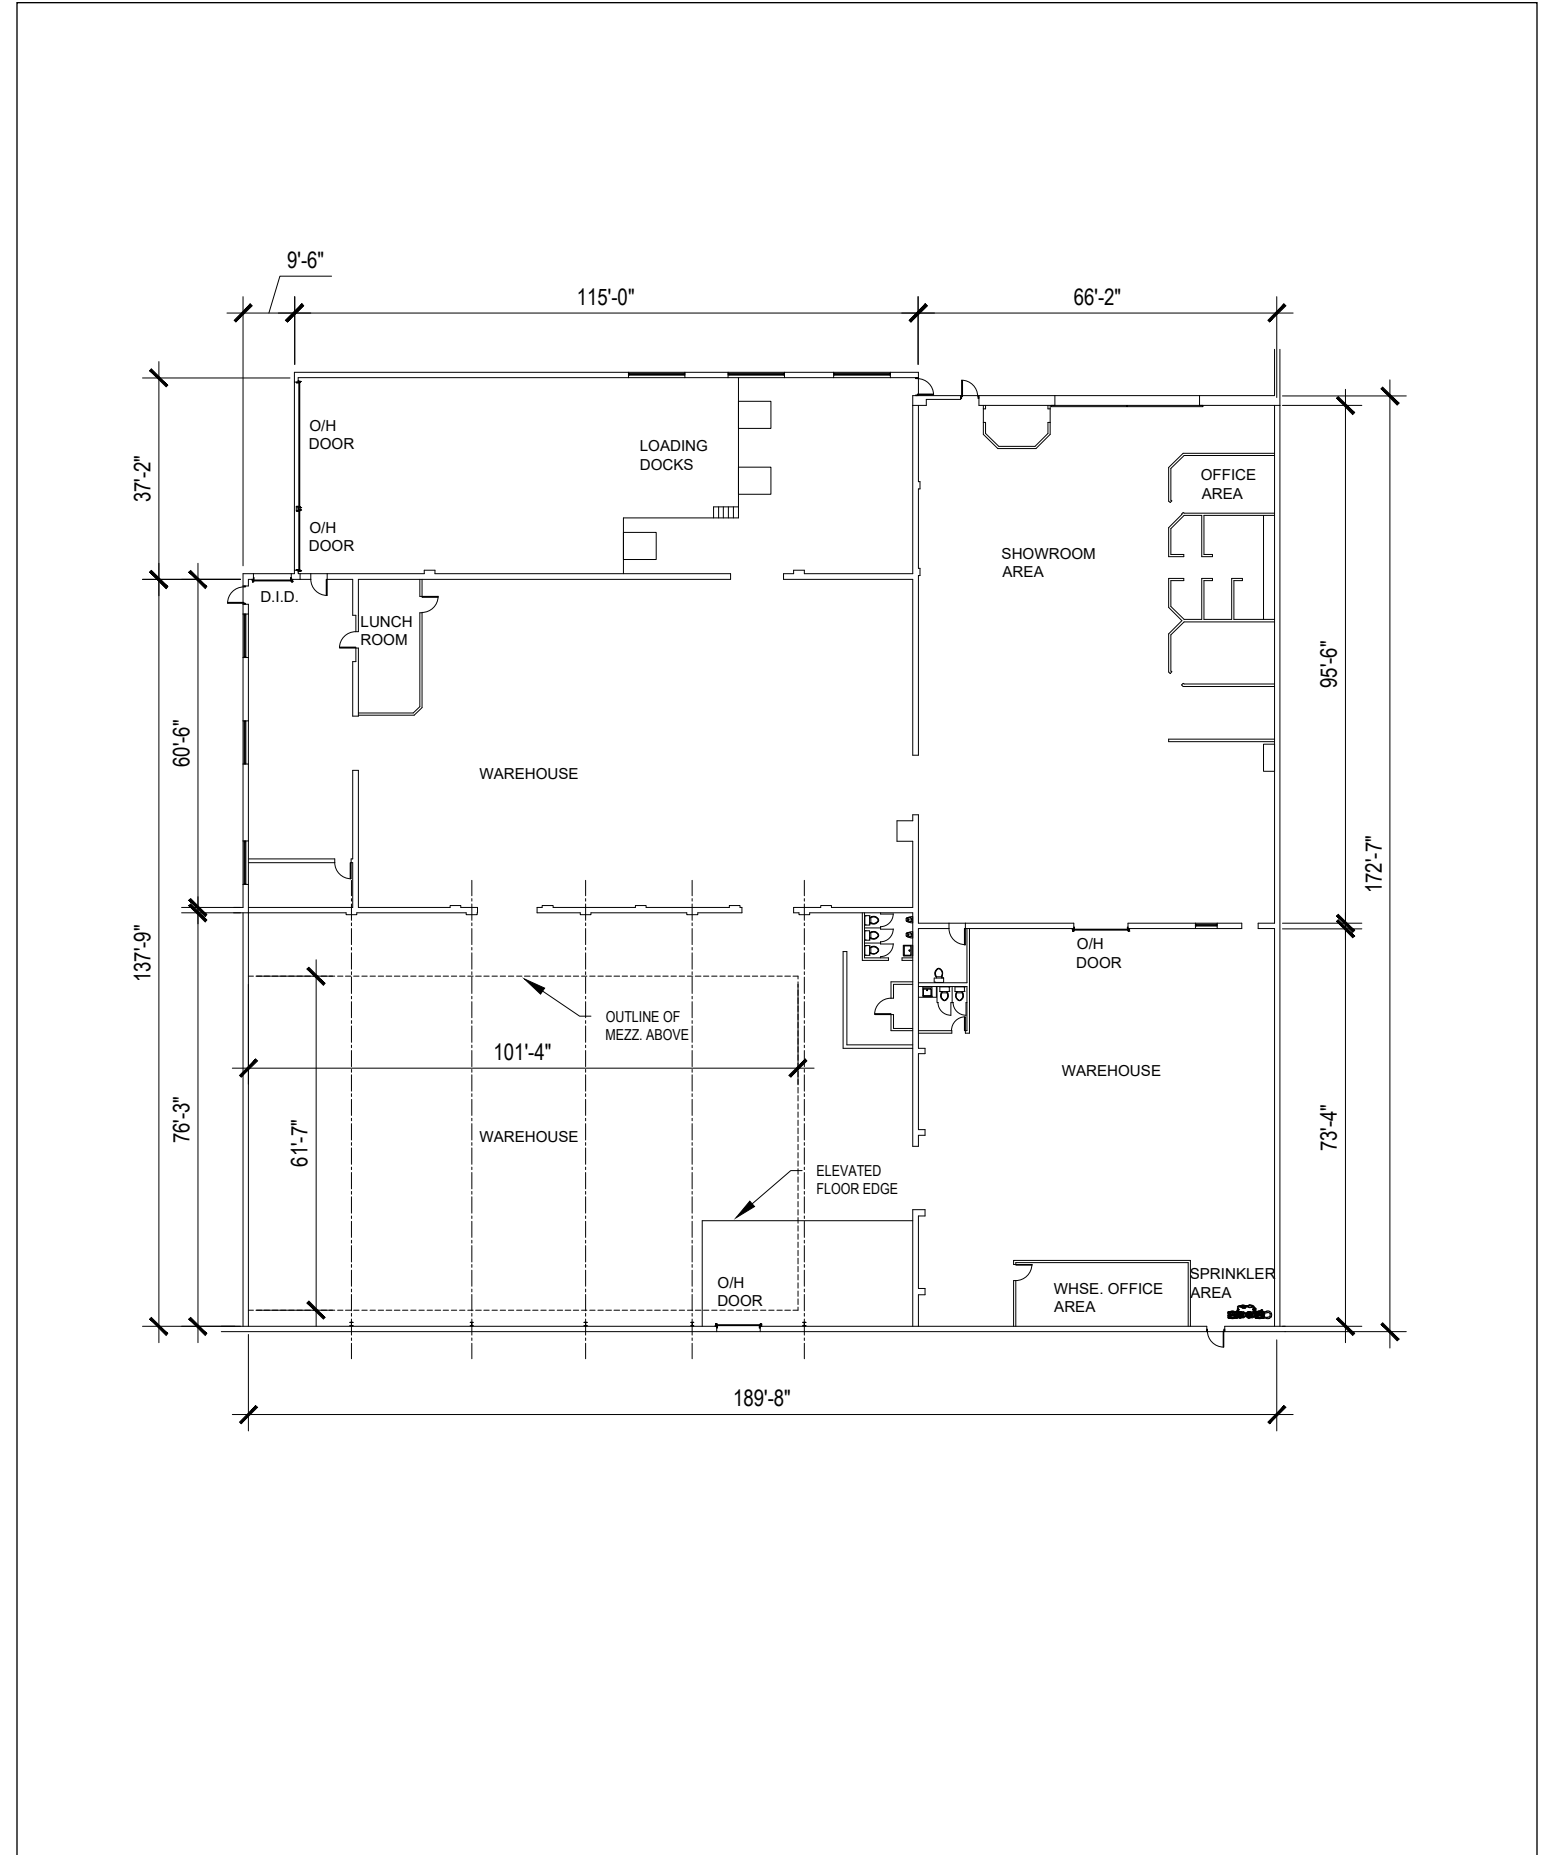 9'-6"
115'-0"
66'-2"
O/H
DOOR
LOADING
DOCKS
37'-2"
OFFICE
AREA
O/H
DOOR
SHOWROOM
AREA
D.I.D.
LUNCH
ROOM
95'-6"
60'-6"
WAREHOUSE
172'-7"
137'-9"
O/H
DOOR
OUTLINE OF
MEZZ. ABOVE
101'-4"
WAREHOUSE
76'-3"
61'-7"
WAREHOUSE
73'-4"
ELEVATED
FLOOR EDGE
O/H
DOOR
WHSE. OFFICE
AREA
SPRINKLER
AREA
189'-8"